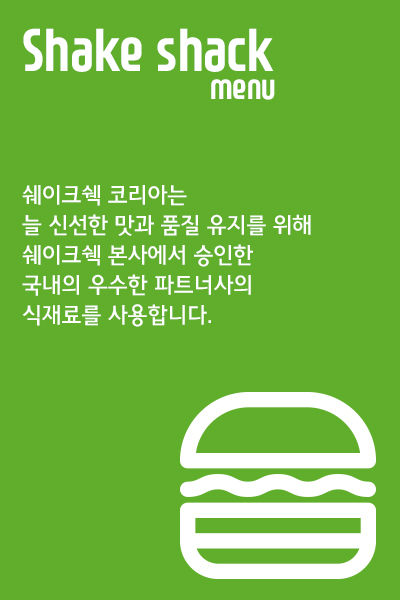 Shake shack
menu
쉐이크쉑 코리아는
늘 신선한 맛과 품질 유지를 위해
쉐이크쉑 본사에서 승인한
국내의 우수한 파트너사의
식재료를 사용합니다.